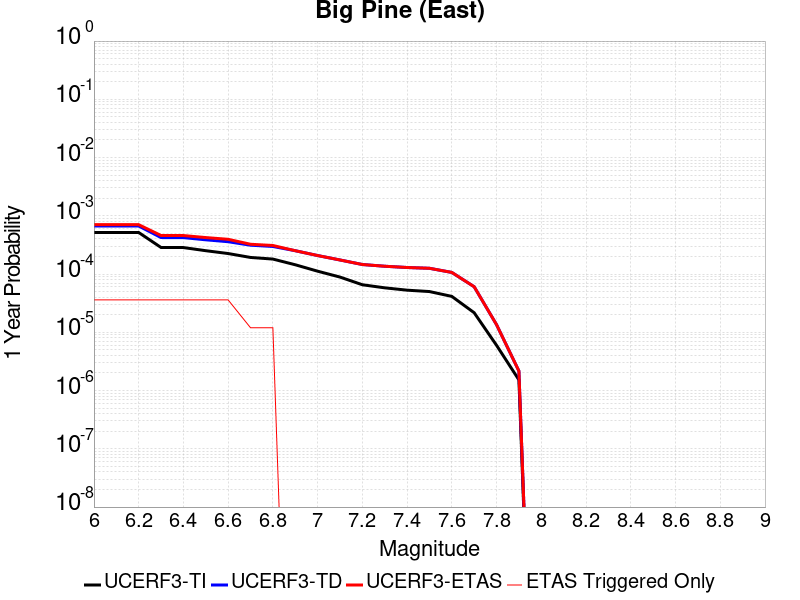 Big Pine (East)
10^0
10^-1
10^-2
10^-3
10^-4
10^-5
10^-6
10^-7
10^-8
1 Year Probability
6 6.2 6.4 6.6 6.8 7 7.2 7.4 7.6 7.8 8 8.2 8.4 8.6 8.8 9
Magnitude
UCERF3-TI UCERF3-TD UCERF3-ETAS ETAS Triggered Only